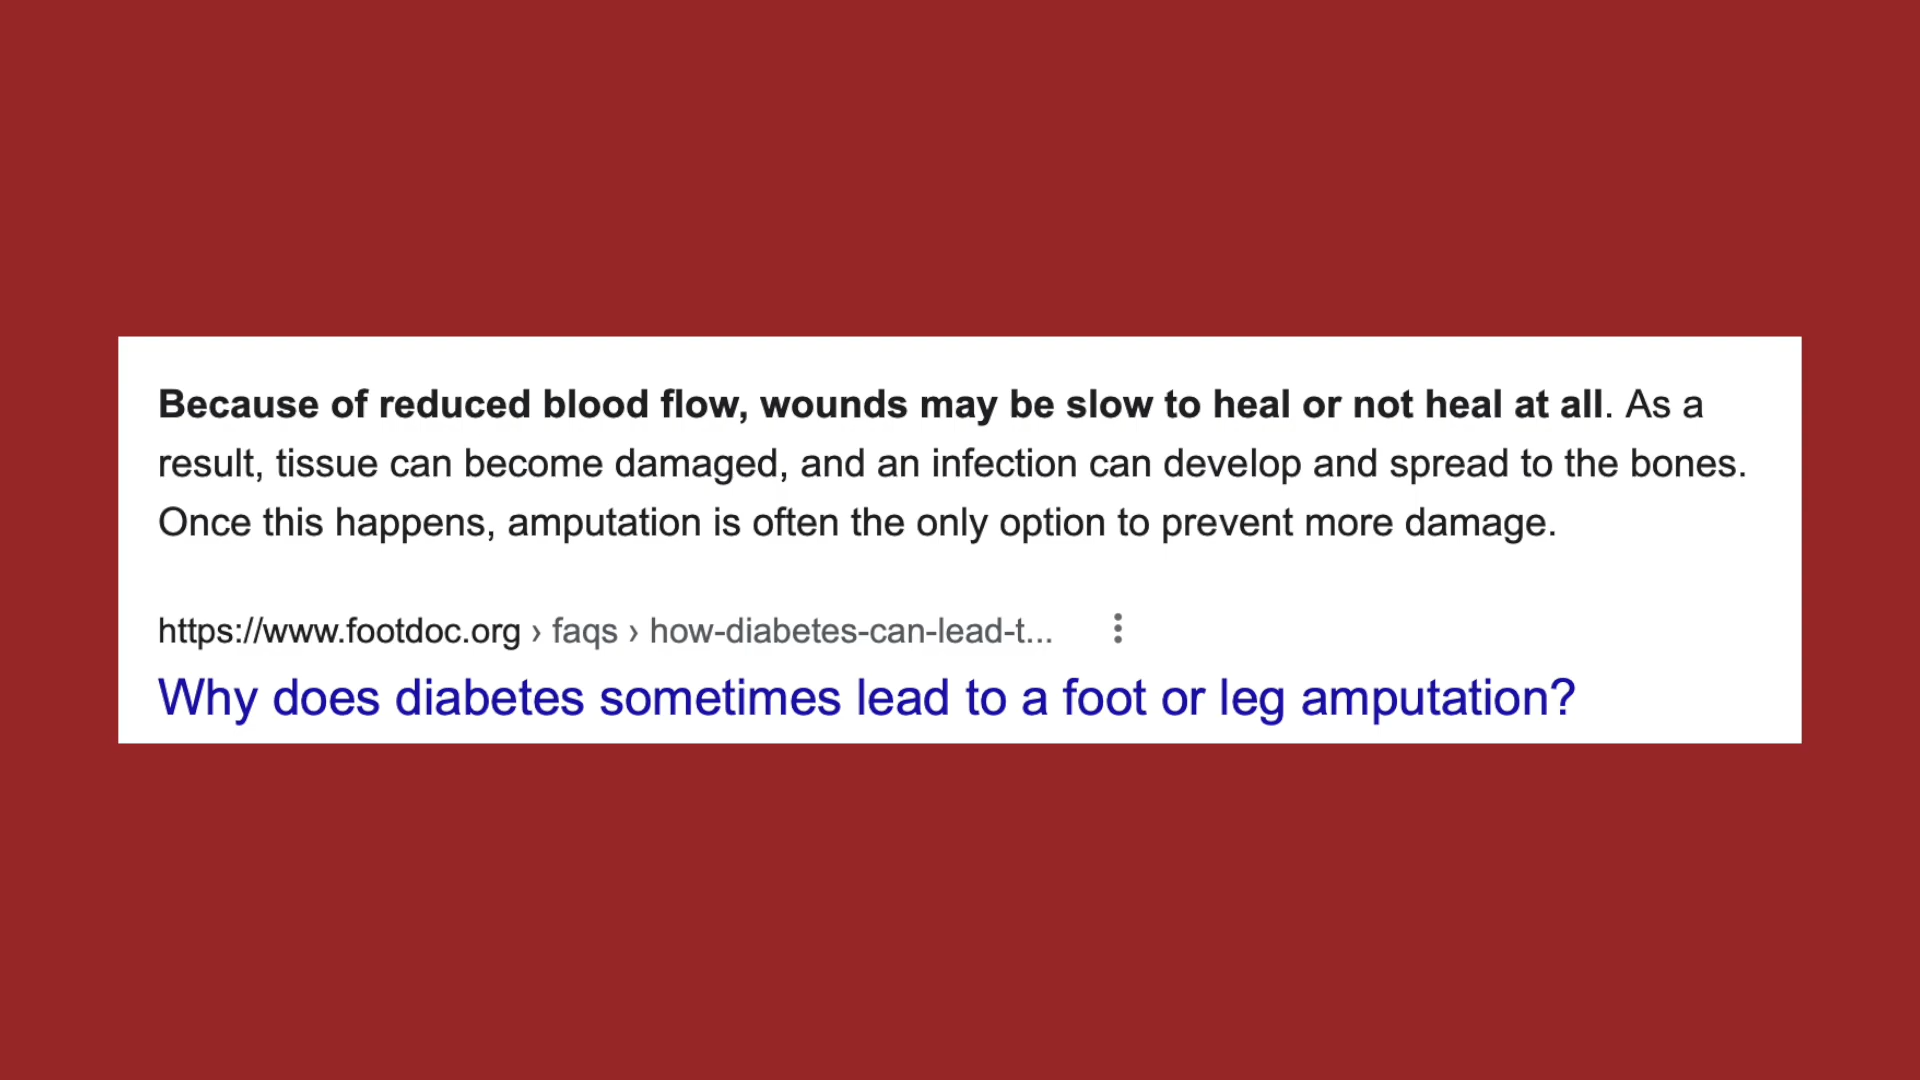 Because of reduced blood flow, wounds may be slow to heal or not heal at all. As a
result, tissue can become damaged, and an infection can develop and spread to the bones.
Once this happens, amputation is often the only option to prevent more damage.
https://www.footdoc.org › faqs › how-diabetes-can-lead-t...
Why does diabetes sometimes lead to a foot or leg amputation?